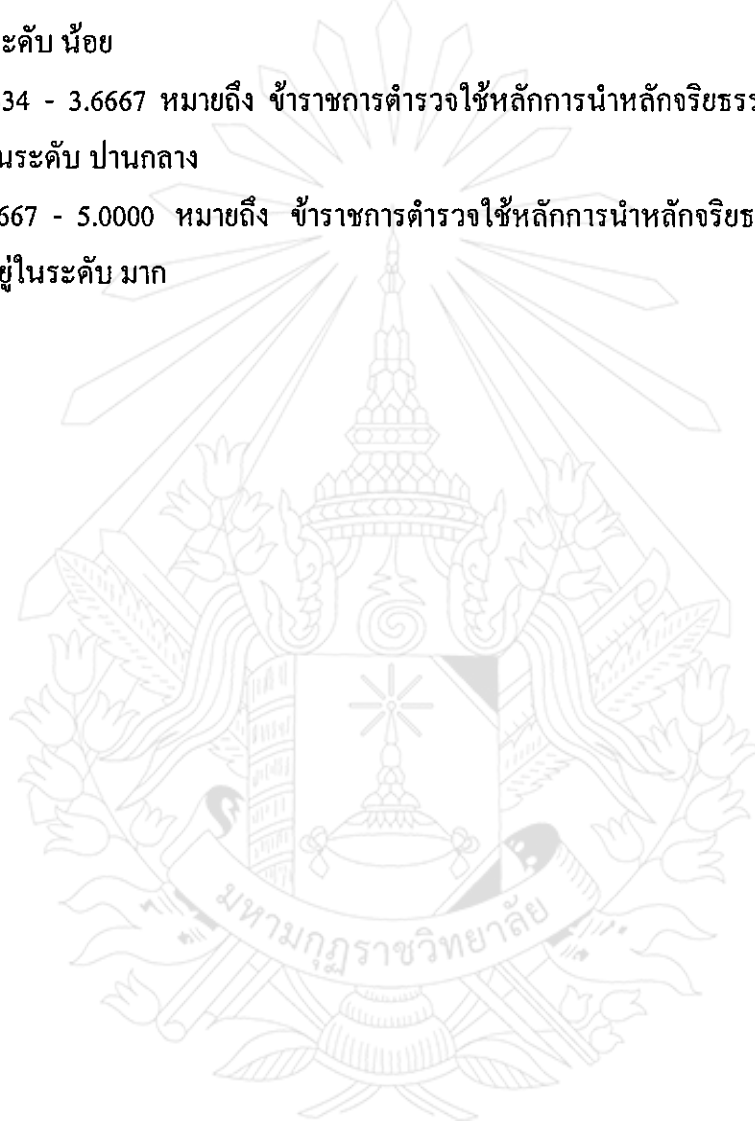 ะคับ น้อย
34 - 3.6667 หมายถึง ข้าราชการตำรวจใช้หลักการนำหลักจริยธรร
นระคับ ปานกลาง
667 - 5.0000 หมายถึง ข้าราชการตำรวจใช้หลักการนำหลักจริยธ
ยู่ในระคับ มาก
มหามกุฏราชวิทยาลัย